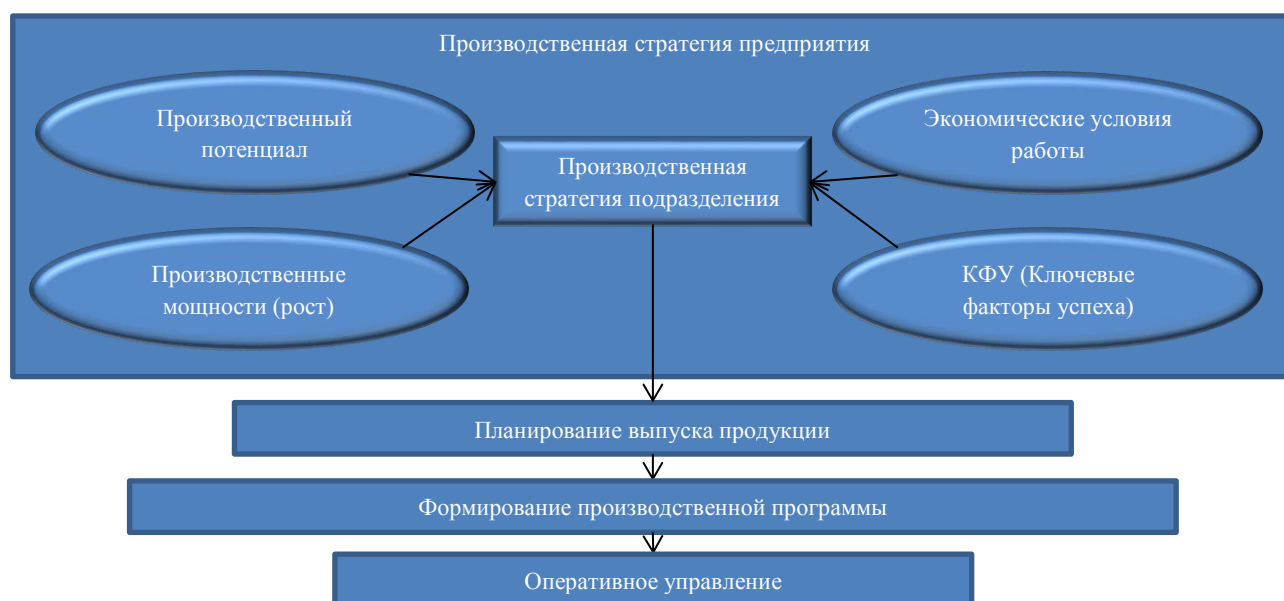 Производственная стратегия предприятия
Производственный
потенциал
Экономические условия
работы
Производственная
стратегия подразделения
Производственные
мощности (рост)
КФУ (Ключевые
факторы успеха)
Планирование выпуска продукции
Формирование производственной программы
Оперативное управление